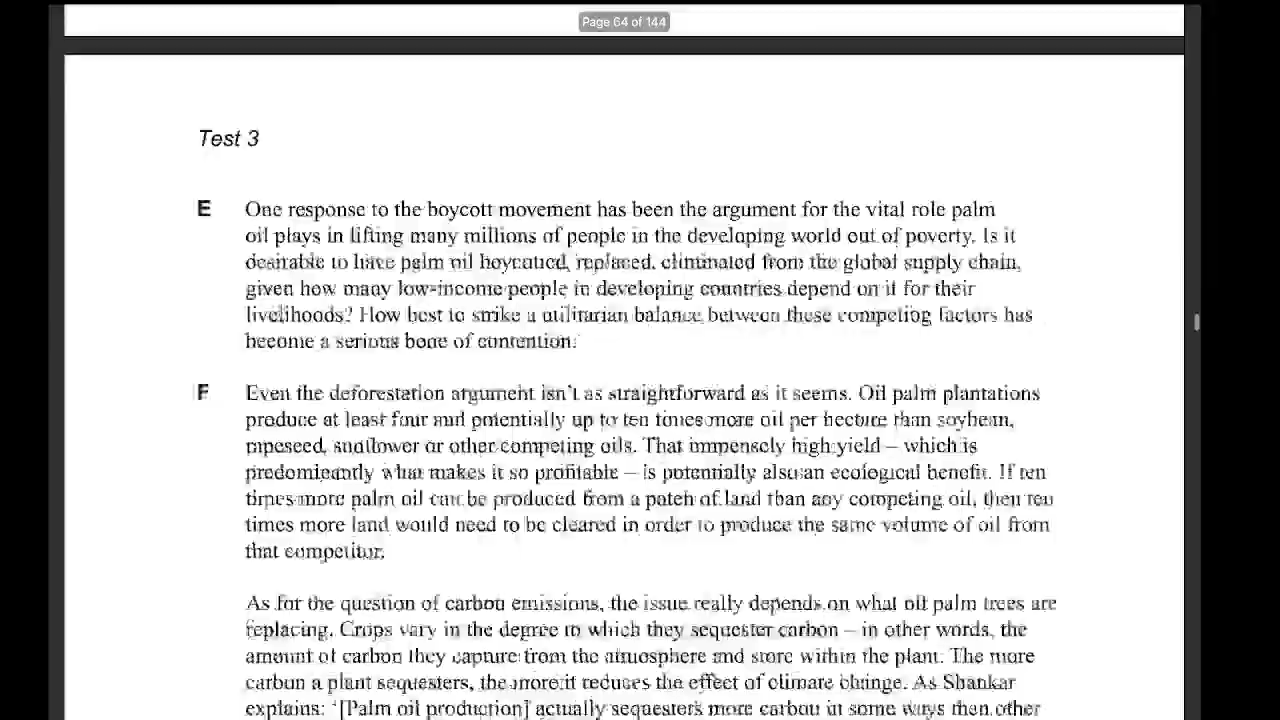 Page 64 of 144
Test 3
E One response to the boycott movement has been the argument for the vital role palm
oil plays in lifting many millions of people in the developing world out of poverty. Is it
desirable to have palm oil boycotted, replaced, eliminated from the global supply chain,
given how many low-income people in developing countries depend on it for their
livelihoods? How best to strike a utilitarian balance between these competing factors has
become a serious bone of contention.
F Even the deforestation argument isn't as straightforward as it seems. Oil palm plantations
produce at least four and potentially up to ten times more oil per hectare than soybean,
rapeseed, sunflower or other competing oils. That immensely high yield – which is
predominantly what makes it so profitable – is potentially also an ecological benefit. If ten
times more palm oil can be produced from a patch of land than any competing oil, then ten
times more land would need to be cleared in order to produce the same volume of oil from
that competitor.
As for the question of carbon emissions, the issue really depends on what oil palm trees are
replacing. Crops vary in the degree to which they sequester carbon – in other words, the
amount of carbon they capture from the atmosphere and store within the plant. The more
carbon a plant sequesters, the more it reduces the effect of climate change. As Shankar
explains: '[Palm oil production] actually sequesters more carbon in some ways than other